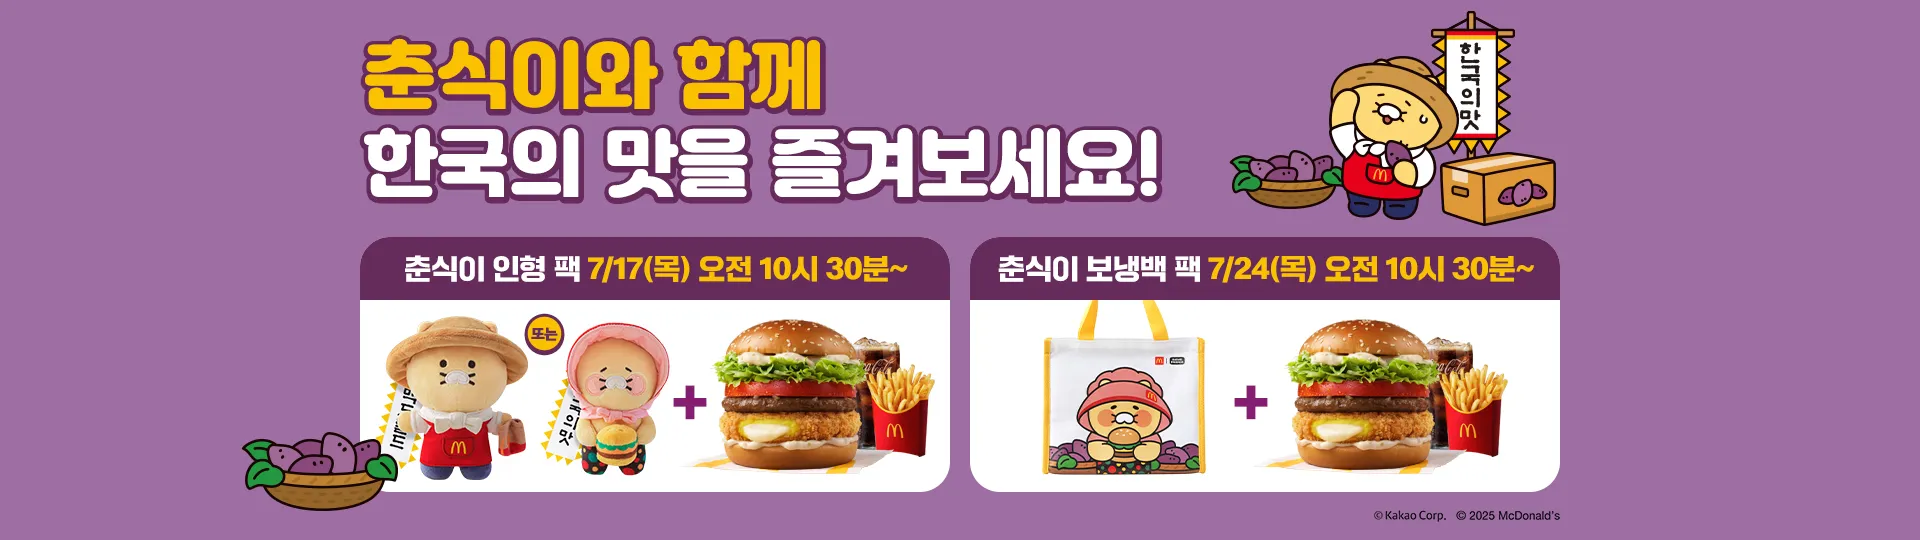 춘식이와 함께
한국의 맛을 즐겨보세요!
한국의맛
춘식이 인형 팩 7/17(목) 오전 10시 30분~
또는
국의맛
춘식이 보냉백 팩 7/24(목) 오전 10시 30분~
© Kakao Corp. © 2025 McDonald's